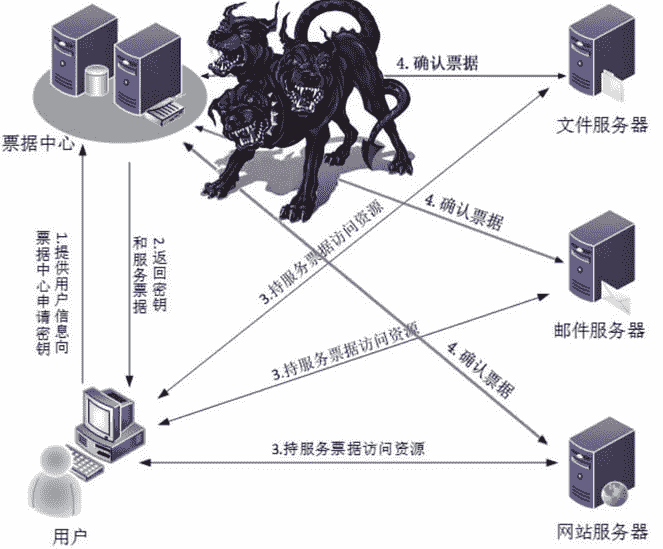 4. 确认票据
文件服务器
票据中心
4. 确认票据
1.提供用户信息向
票据中心申请密钥
2.返回密钥
和服务票据
3.持服务票据访问资源
邮件服务器
3.持服务票据访问资源
4. 确认票据
3.持服务票据访问资源
用户
网站服务器